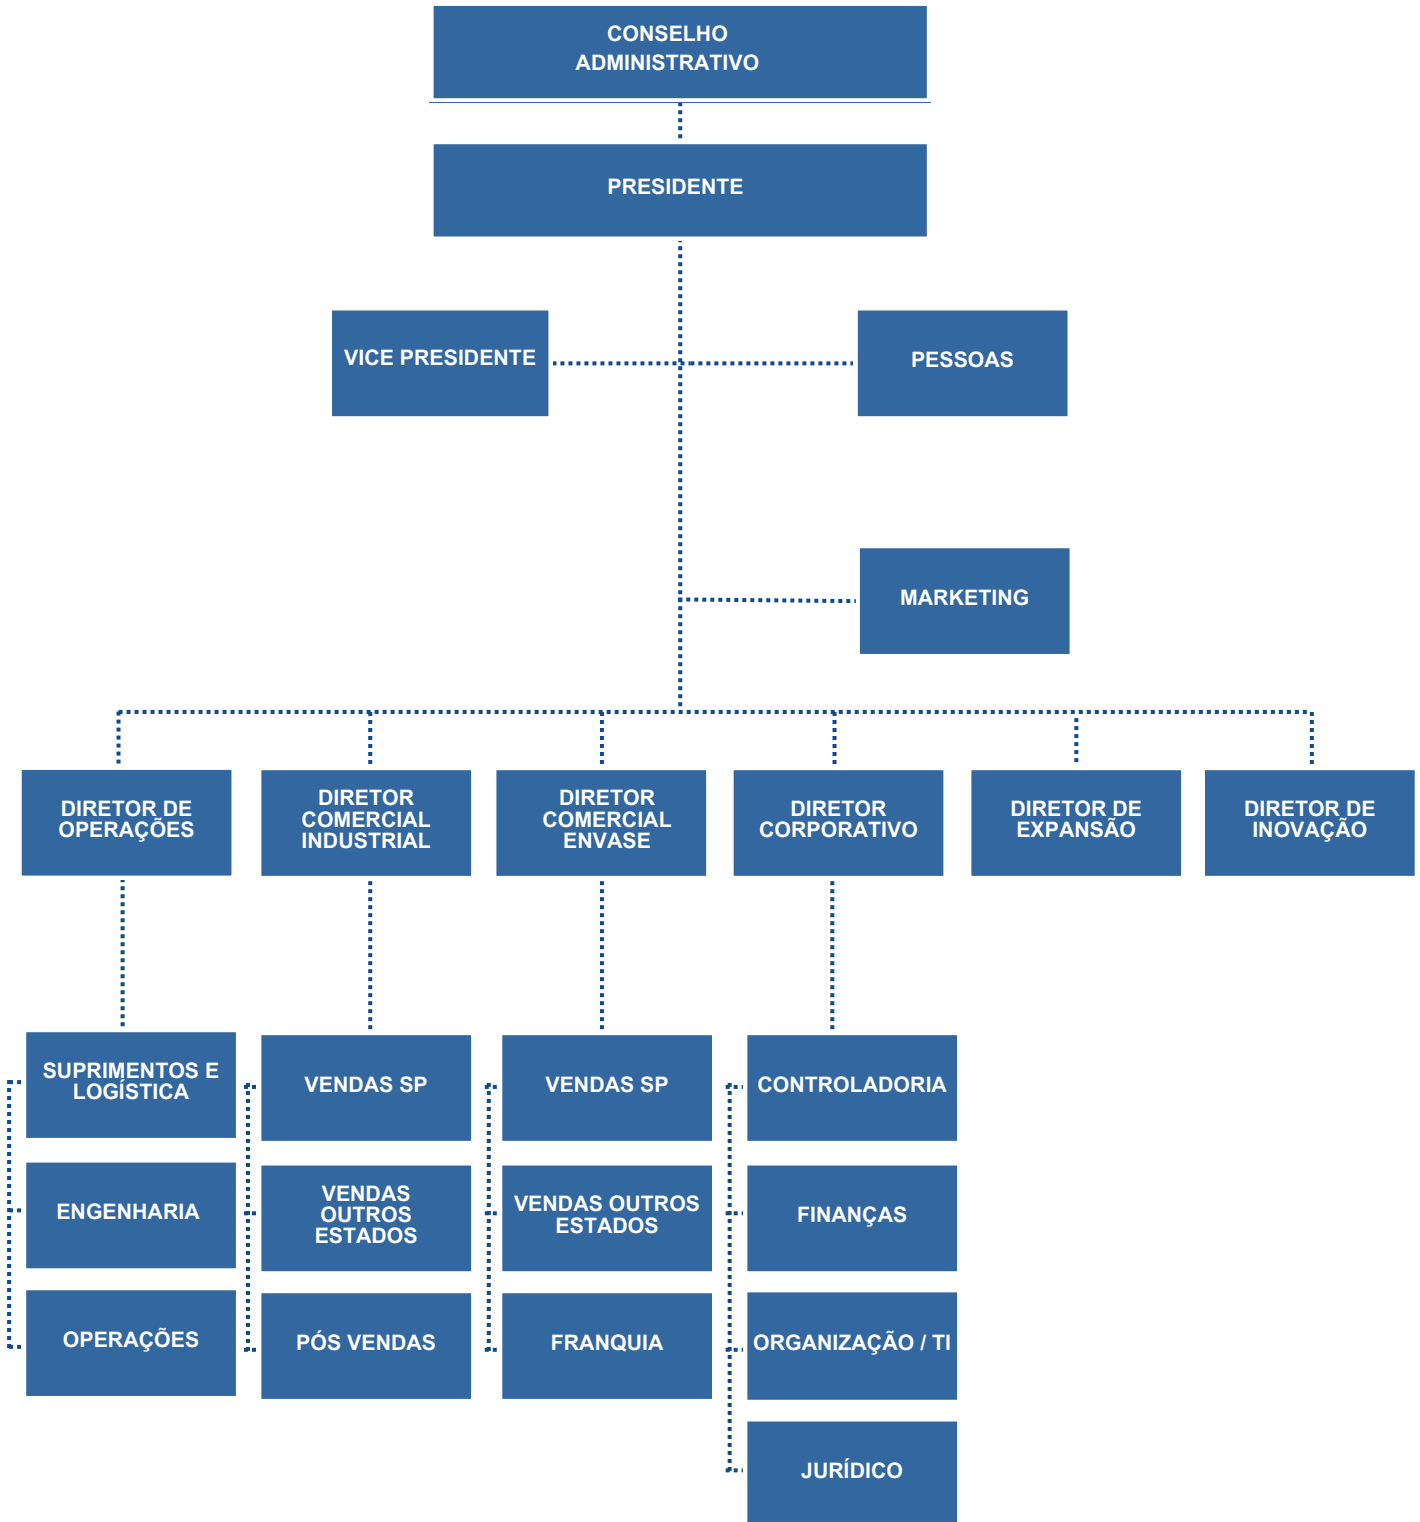 CONSELHO
ADMINISTRATIVO
PRESIDENTE
VICE PRESIDENTE
PESSOAS
MARKETING
DIRETOR DE
OPERAÇÕES
DIRETOR
COMERCIAL
INDUSTRIAL
DIRETOR
COMERCIAL
ENVASE
DIRETOR
CORPORATIVO
DIRETOR DE
EXPANSÃO
DIRETOR DE
INOVAÇÃO
SUPRIMENTOS E
LOGÍSTICA
VENDAS SP
VENDAS SP
CONTROLADORIA
ENGENHARIA
VENDAS
OUTROS
ESTADOS
VENDAS OUTROS
ESTADOS
FINANÇAS
OPERAÇÕES
PÓS VENDAS
FRANQUIA
ORGANIZAÇÃO / TI
JURÍDICO